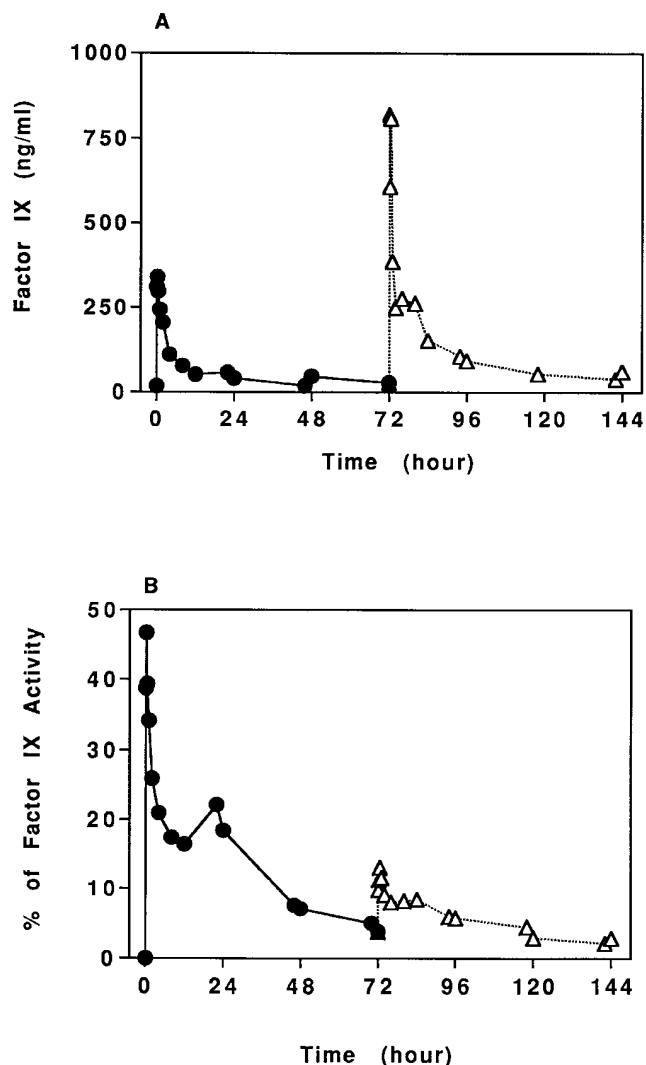 A
Factor IX (ng/ml)
1000
750
500
250
0
0 24 48 72 96 120 144
Time (hour)
B
% of Factor IX Activity
50
40
30
20
10
0
0 24 48 72 96 120 144
Time (hour)